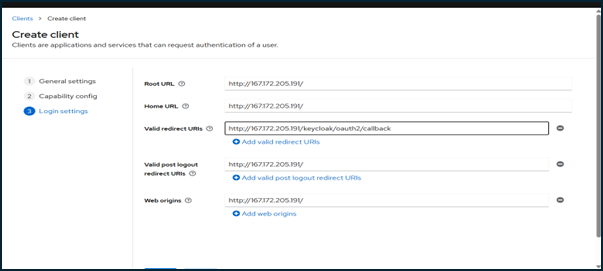 Clients > Create client
Create client
Clients are applications and services that can request authentication of a user.
1 General settings
2 Capability config
3 Login settings
Root URL
http://167.172.205.191/
Home URL
http://167.172.205.191/
Valid redirect URIs
http://167.172.205.191/keycloak/oauth2/callback
Add valid redirect URIs
Valid post logout
redirect URIs
http://167.172.205.191/
Add valid post logout redirect URIs
Web origins
http://167.172.205.191/
Add web origins